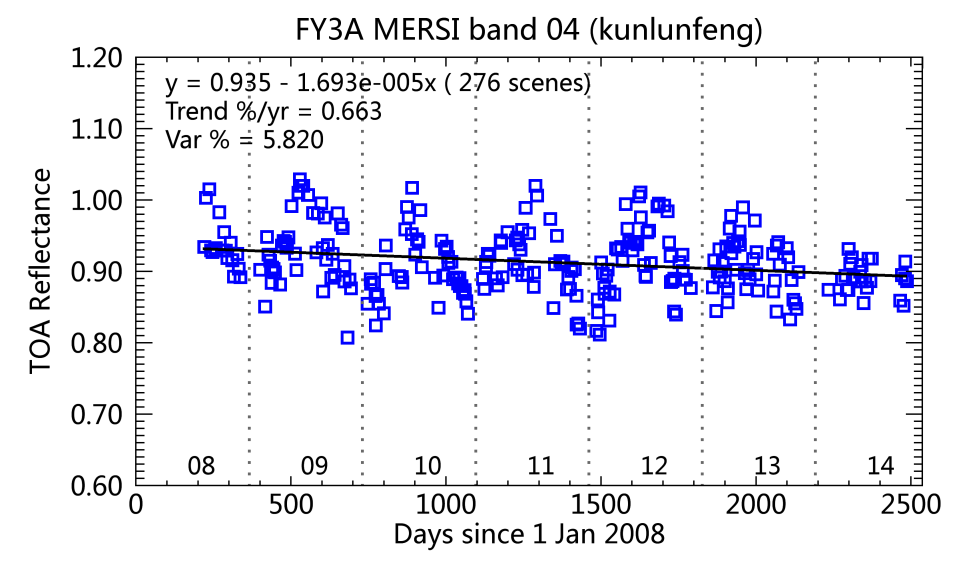 FY3A MERSI band 04 (kunlunfeng)
y = 0.935 - 1.693e-005x ( 276 scenes)
Trend %/yr = 0.663
Var % = 5.820
1.20
1.10
1.00
0.90
0.80
0.70
0.60
TOA Reflectance
08 09 10 11 12 13 14
0 500 1000 1500 2000 2500
Days since 1 Jan 2008